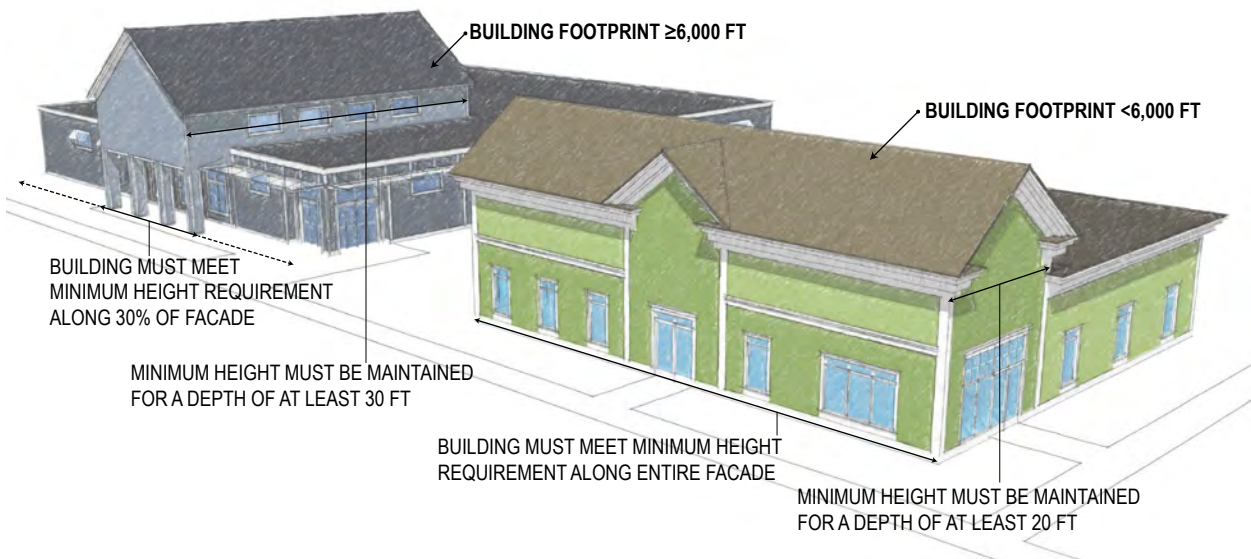 BUILDING FOOTPRINT ≥6,000 FT
BUILDING FOOTPRINT <6,000 FT
BUILDING MUST MEET
MINIMUM HEIGHT REQUIREMENT
ALONG 30% OF FACADE
MINIMUM HEIGHT MUST BE MAINTAINED
FOR A DEPTH OF AT LEAST 30 FT
BUILDING MUST MEET MINIMUM HEIGHT
REQUIREMENT ALONG ENTIRE FACADE
MINIMUM HEIGHT MUST BE MAINTAINED
FOR A DEPTH OF AT LEAST 20 FT